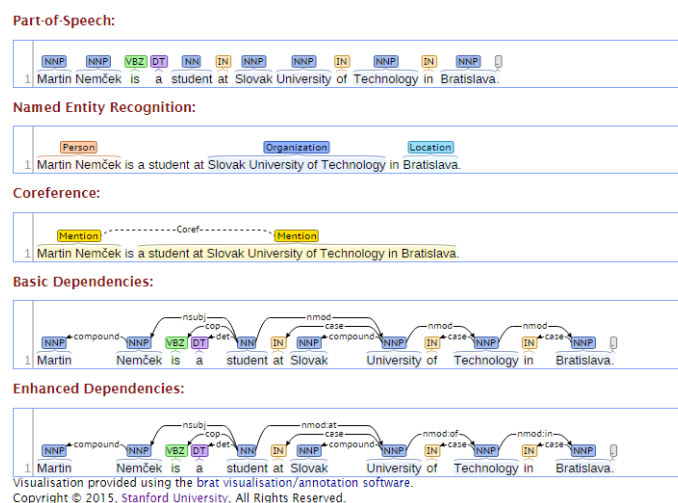 Part-of-Speech:
NNP NNP VBZ DT NN IN NNP NNP IN NNP IN NNP .
1 Martin Nemček is a student at Slovak University of Technology in Bratislava.
Named Entity Recognition:
Person Organization Location
1 Martin Nemček is a student at Slovak University of Technology in Bratislava.
Coreference:
Coref
Mention Mention
1 Martin Nemček is a student at Slovak University of Technology in Bratislava.
Basic Dependencies:
nsubj nmod
cop case nmod nmod
NNP compound NNP VBZ DT det NN IN NNP compound NNP IN case NNP IN case NNP .
1 Martin Nemček is a student at Slovak University of Technology in Bratislava.
Enhanced Dependencies:
nsubj nmod:at
cop case nmod:of nmod:in
NNP compound NNP VBZ DT det NN IN NNP compound NNP IN case NNP IN case NNP .
1 Martin Nemček is a student at Slovak University of Technology in Bratislava.
Visualisation provided using the brat visualisation/annotation software.
Copyright © 2015, Stanford University, All Rights Reserved.